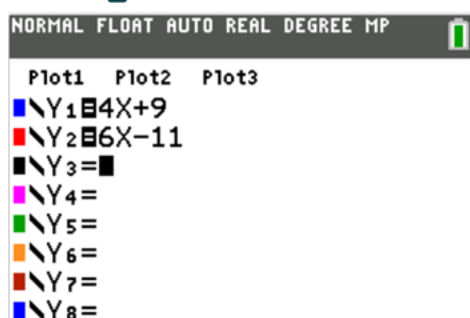 NORMAL FLOAT AUTO REAL DEGREE MP
Plot1 Plot2 Plot3
\Y1=4X+9
\Y2=6X-11
\Y3=
\Y4=
\Y5=
\Y6=
\Y7=
\Y8=